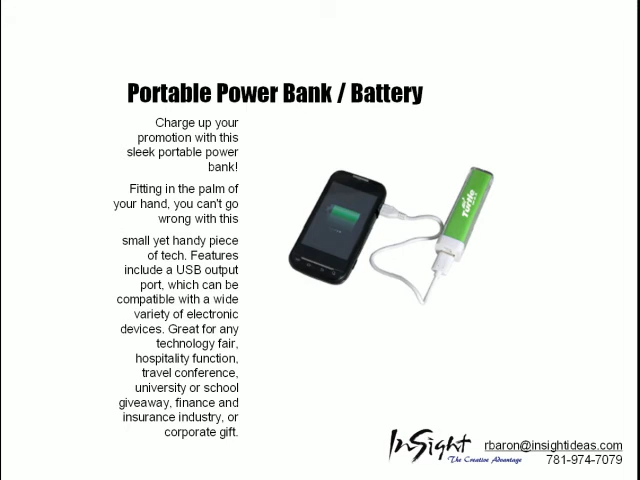 Portable Power Bank / Battery
Charge up your
promotion with this
sleek portable power
bank!
Fitting in the palm of
your hand, you can't go
wrong with this
small yet handy piece
of tech. Features
include a USB output
port, which can be
compatible with a wide
variety of electronic
devices. Great for any
technology fair,
hospitality function,
travel conference,
university or school
giveaway, finance and
insurance industry, or
corporate gift.
Turtle
InSight
The Creative Advantage
rbaron@insightideas.com
781-974-7079